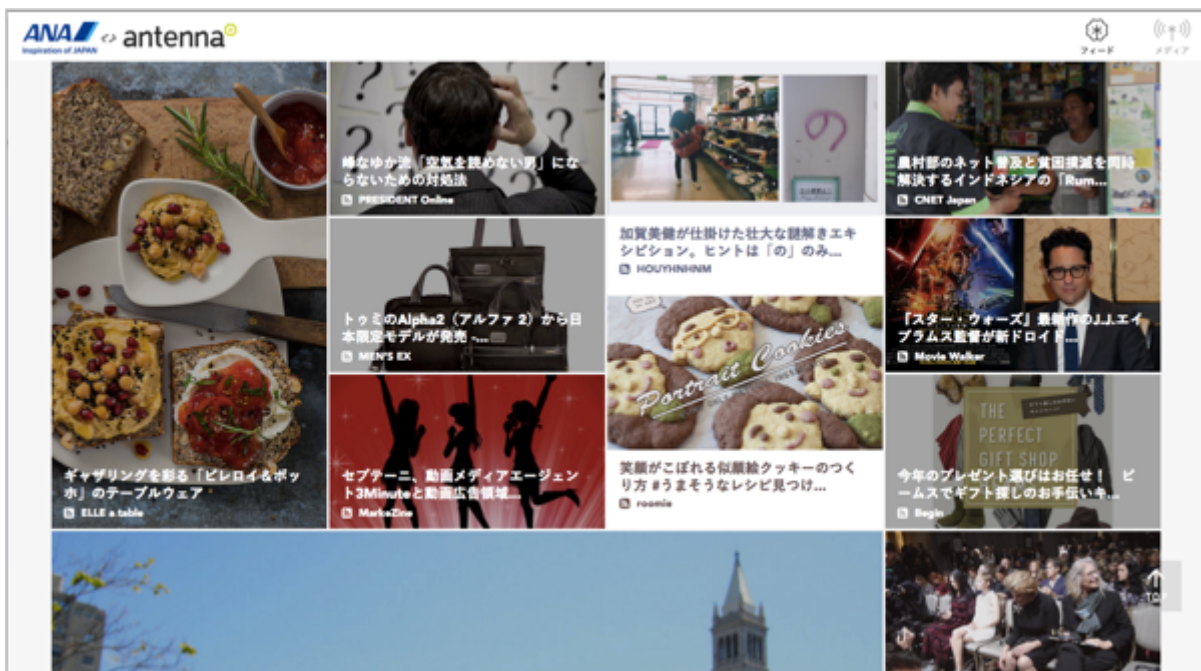 ANA
Inspiration of JAPAN
antenna
フィード
メディア
峰なゆか流「空気を読めない男」にな
らないための対処法
PRESIDENT Online
の
農村部のネット普及と貧困撲滅を同時
解決するインドネシアの「Rum...
CNET Japan
加賀美健が仕掛けた壮大な謎解きエキ
シビション。ヒントは「の」のみ...
HOUYHNHNM
トゥミのAlpha2（アルファ 2）から日
本限定モデルが発売 -...
MEN'S EX
『スター・ウォーズ』最新作のJ.J.エイ
ブラムス監督が新ドロイド...
Movie Walker
Portrait Cookies
THE
PERFECT
GIFT SHOP
ギャザリングを彩る「ビレロイ&ボッ
ホ」のテーブルウェア
ELLE a table
セプテーニ、動画メディアエージェン
ト3Minuteと動画広告領域...
MarkeZine
笑顔がこぼれる似顔絵クッキーのつく
り方 #うまそうなレシピ見つけ...
roomie
今年のプレゼント選びはお任せ！ ビ
ームスでギフト探しのお手伝いキ...
Begin
TOP